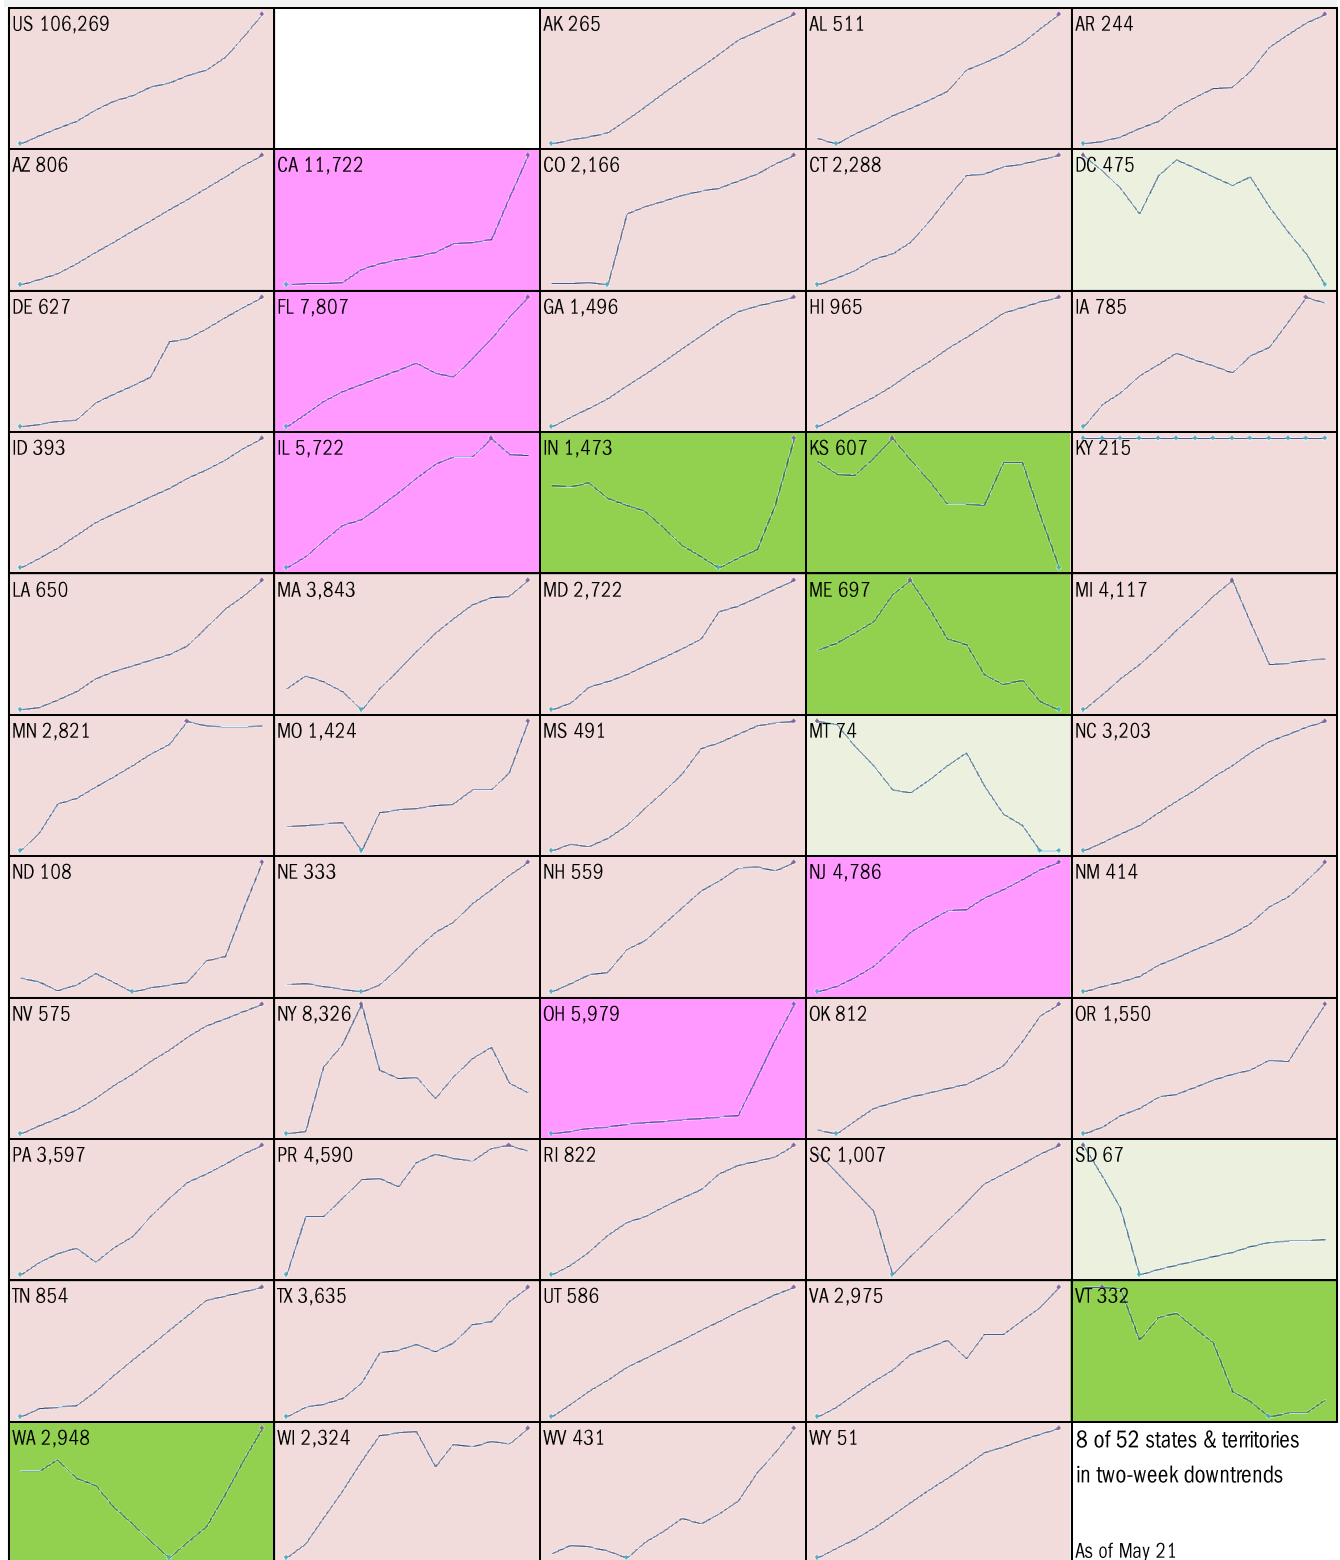 US 106,269
AK 265
AL 511
AR 244
AZ 806
CA 11,722
CO 2,166
CT 2,288
DC 475
DE 627
FL 7,807
GA 1,496
HI 965
IA 785
ID 393
IL 5,722
IN 1,473
KS 607
KY 215
LA 650
MA 3,843
MD 2,722
ME 697
MI 4,117
MN 2,821
MO 1,424
MS 491
MT 74
NC 3,203
ND 108
NE 333
NH 559
NJ 4,786
NM 414
NV 575
NY 8,326
OH 5,979
OK 812
OR 1,550
PA 3,597
PR 4,590
RI 822
SC 1,007
SD 67
TN 854
TX 3,635
UT 586
VA 2,975
VT 332
WA 2,948
WI 2,324
WV 431
WY 51
8 of 52 states & territories
in two-week downtrends
As of May 21